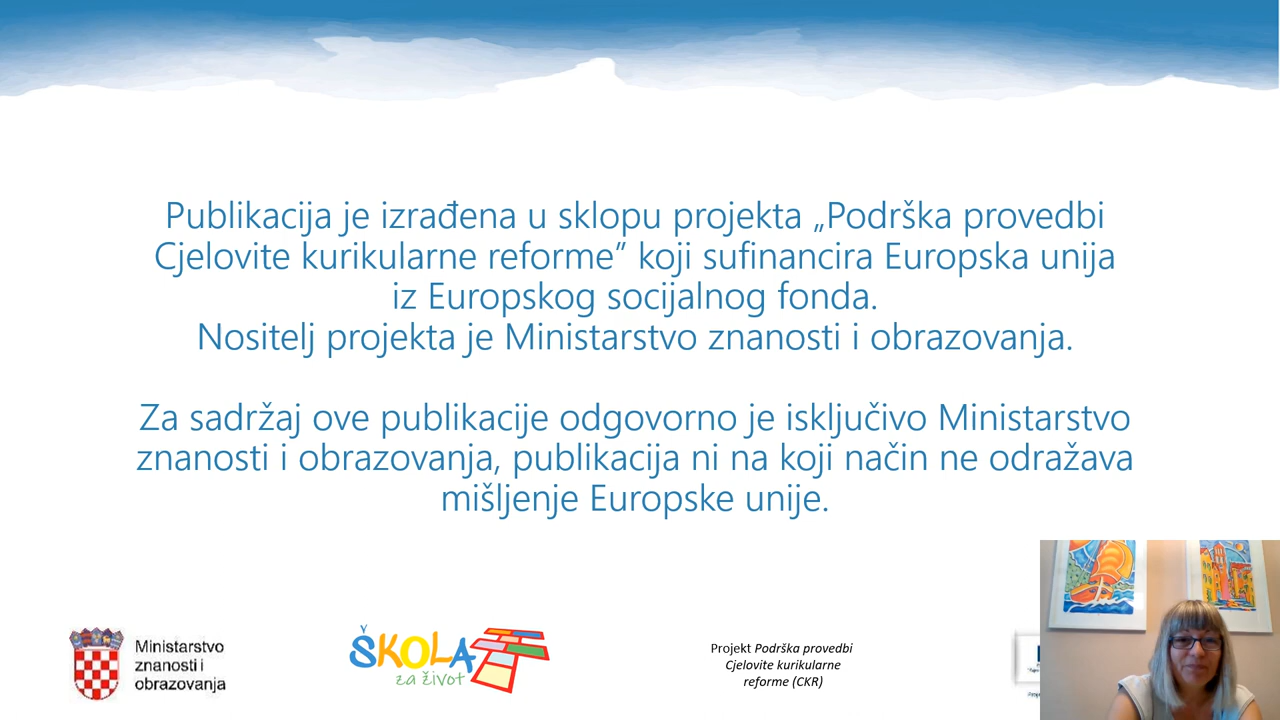 Publikacija je izrađena u sklopu projekta „Podrška provedbi
Cjelovite kurikularne reforme” koji sufinancira Europska unija
iz Europskog socijalnog fonda.
Nositelj projekta je Ministarstvo znanosti i obrazovanja.
Za sadržaj ove publikacije odgovorno je isključivo Ministarstvo
znanosti i obrazovanja, publikacija ni na koji način ne odražava
mišljenje Europske unije.
Ministarstvo
znanosti i
obrazovanja
ŠKOLA
za život
Projekt Podrška provedbi
Cjelovite kurikularne
reforme (CKR)